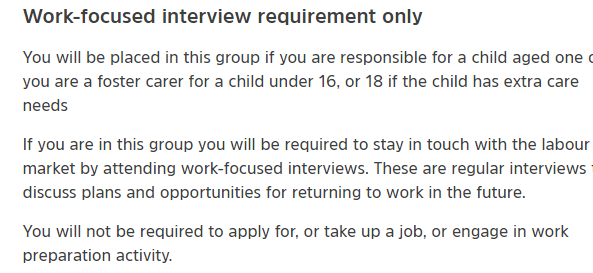 Work-focused interview requirement only
You will be placed in this group if you are responsible for a child aged one
you are a foster carer for a child under 16, or 18 if the child has extra care
needs
If you are in this group you will be required to stay in touch with the labour
market by attending work-focused interviews. These are regular interviews
discuss plans and opportunities for returning to work in the future.
You will not be required to apply for, or take up a job, or engage in work
preparation activity.